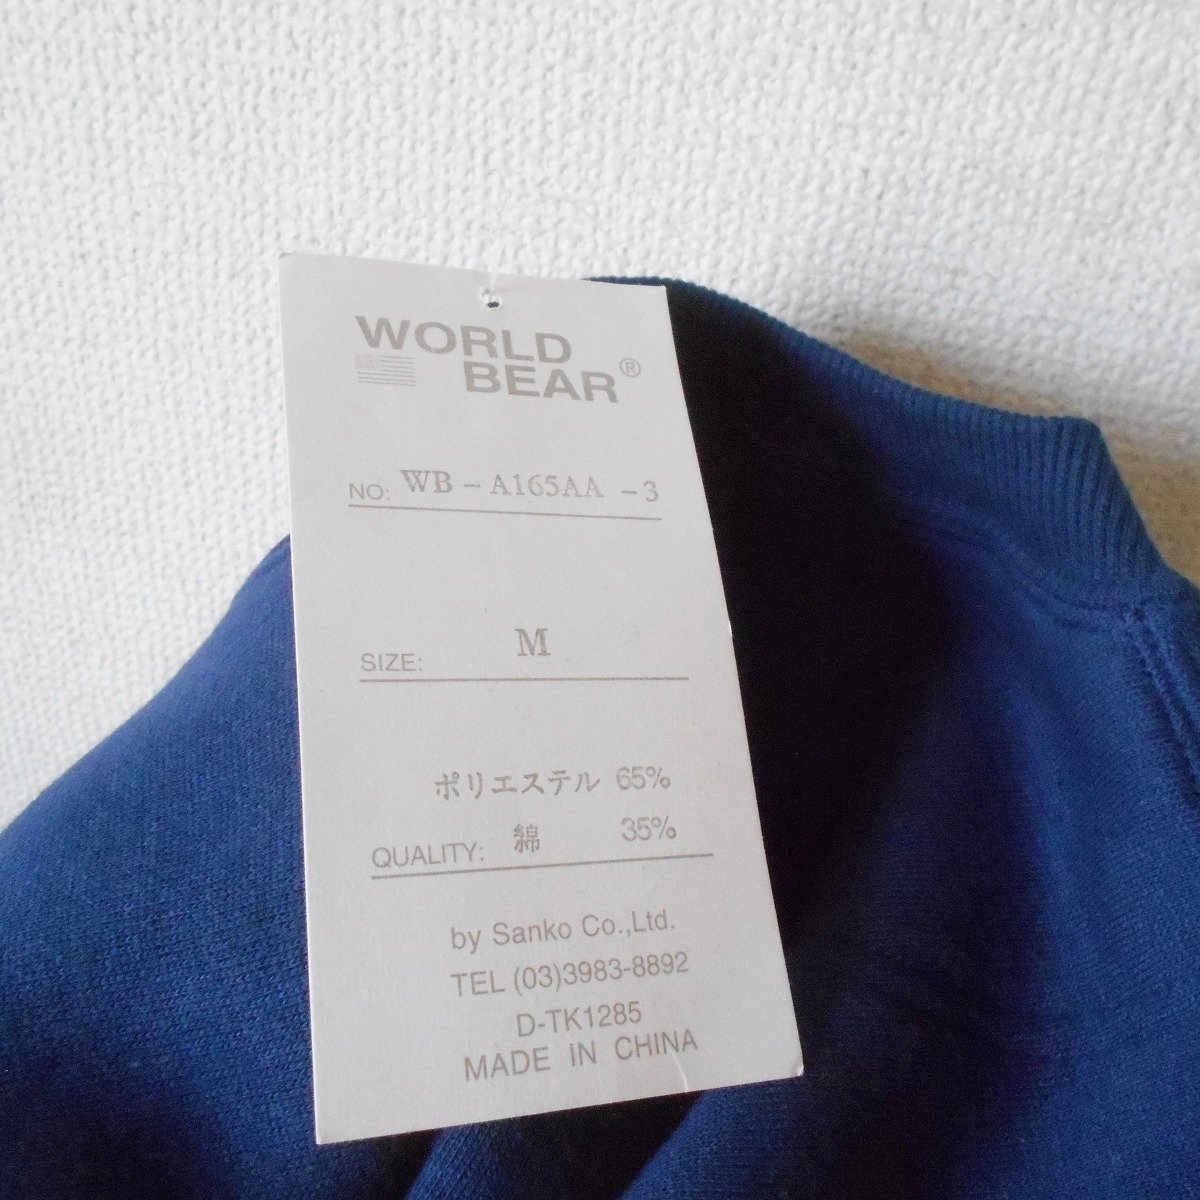 WORLD
BEAR®
NO: WB-A165AA -3
SIZE: M
ポリエステル 65%
QUALITY: 綿 35%
by Sanko Co.,Ltd.
TEL (03)3983-8892
D-TK1285
MADE IN CHINA